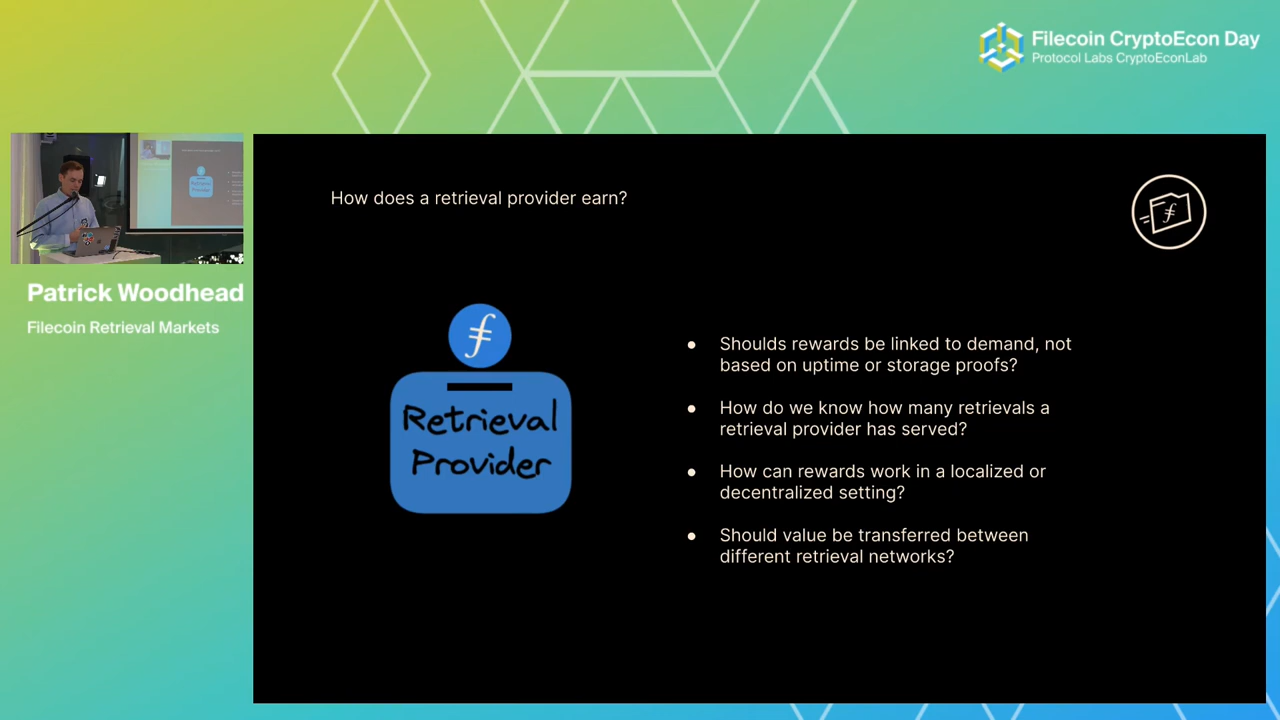 Filecoin CryptoEcon Day
Protocol Labs CryptoEconLab
Patrick Woodhead
Filecoin Retrieval Markets
How does a retrieval provider earn?
Retrieval
Provider
● Shoulds rewards be linked to demand, not
based on uptime or storage proofs?
● How do we know how many retrievals a
retrieval provider has served?
● How can rewards work in a localized or
decentralized setting?
● Should value be transferred between
different retrieval networks?